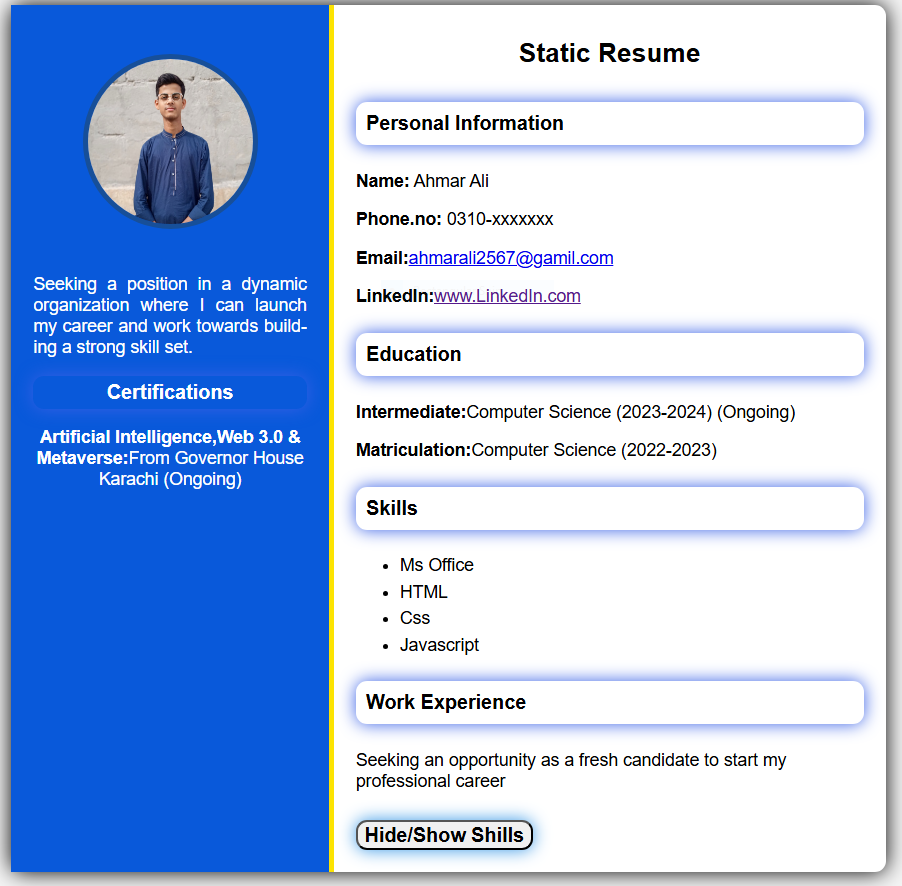 Seeking a position in a dynamic
organization where I can launch
my career and work towards build-
ing a strong skill set.
Certifications
Artificial Intelligence,Web 3.0 &
Metaverse:From Governor House
Karachi (Ongoing)
Static Resume
Personal Information
Name: Ahmar Ali
Phone.no: 0310-xxxxxxx
Email:ahmarali2567@gamil.com
LinkedIn:www.LinkedIn.com
Education
Intermediate:Computer Science (2023-2024) (Ongoing)
Matriculation:Computer Science (2022-2023)
Skills
Ms Office
HTML
Css
Javascript
Work Experience
Seeking an opportunity as a fresh candidate to start my
professional career
Hide/Show Shills